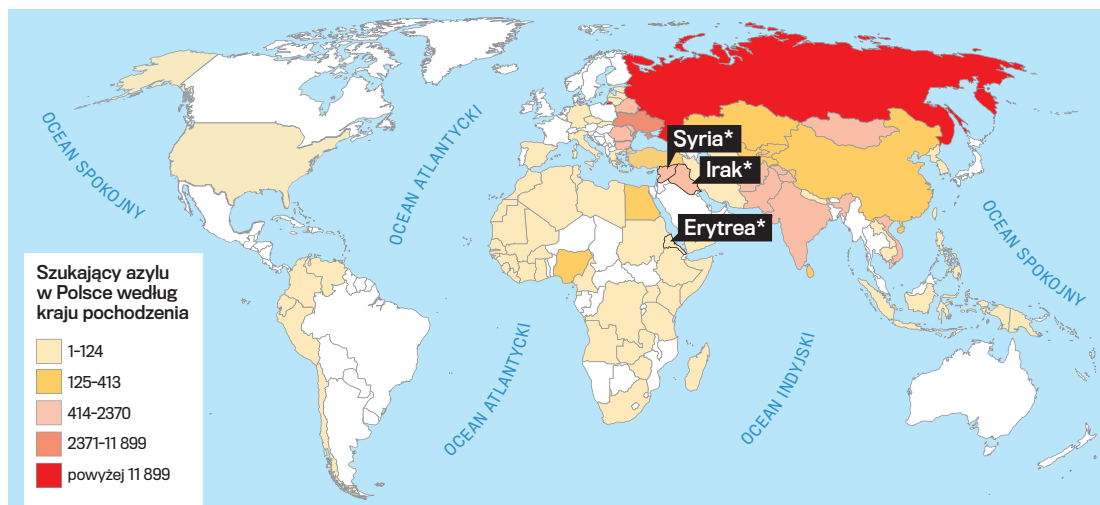 OCEAN SPOKOJNY
OCEAN ATLANTYCKI
Syria*
Irak*
Erytrea*
OCEAN SPOKOJNY
Szukający azylu
w Polsce według
kraju pochodzenia
1-124
125-413
414-2370
2371-11 899
powyżej 11 899
OCEAN ATLANTYCKI
OCEAN INDYJSKI